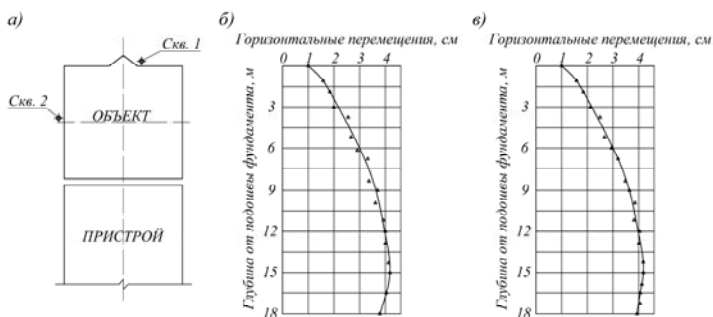 а)
Скв. 1
Скв. 2
ОБЪЕКТ
ПРИСТРОЙ
б)
Горизонтальные перемещения, см
0 1 2 3 4
Глубина от подошвы фундамента, м
3
6
9
12
15
18
в)
Горизонтальные перемещения, см
0 1 2 3 4
Глубина от подошвы фундамента, м
3
6
9
12
15
18